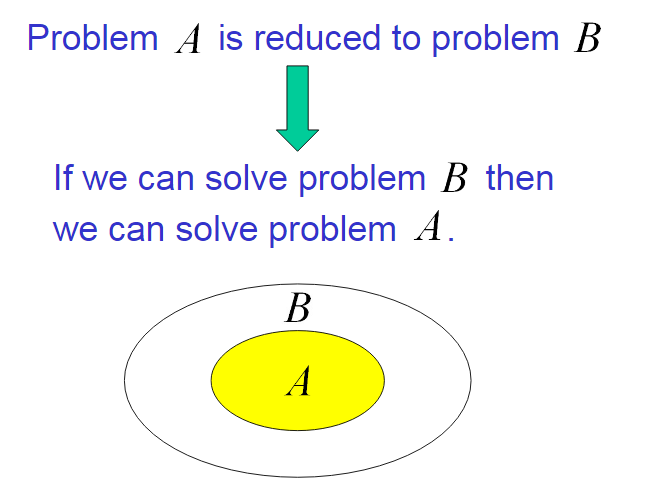 Problem A is reduced to problem B
If we can solve problem B then
we can solve problem A.
B
A